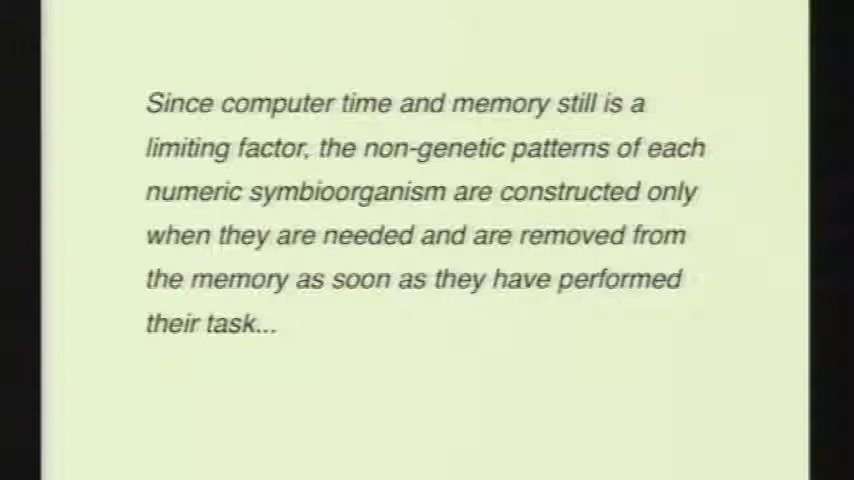 Since computer time and memory still is a
limiting factor, the non-genetic patterns of each
numeric symbioorganism are constructed only
when they are needed and are removed from
the memory as soon as they have performed
their task...